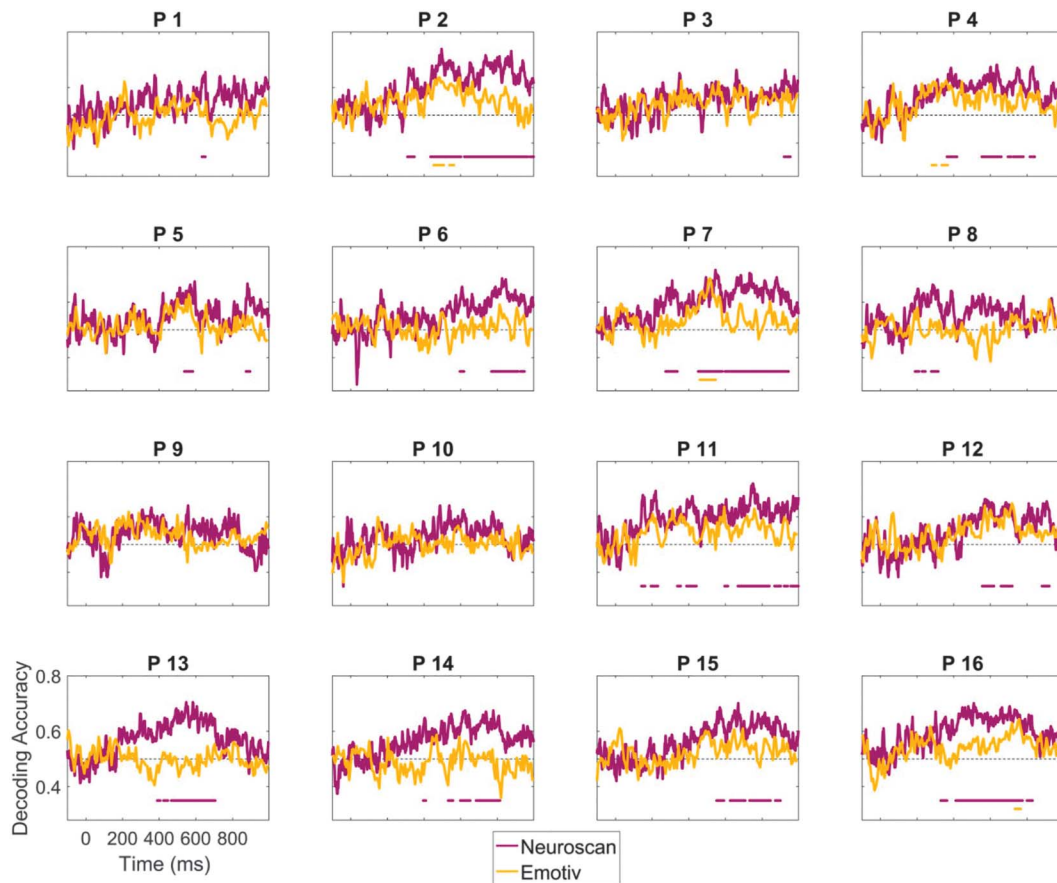 P 1 P 2 P 3 P 4
P 5 P 6 P 7 P 8
P 9 P 10 P 11 P 12
P 13 P 14 P 15 P 16
0.8
0.6
0.4
Decoding Accuracy
0 200 400 600 800
Time (ms)
Neuroscan
Emotiv